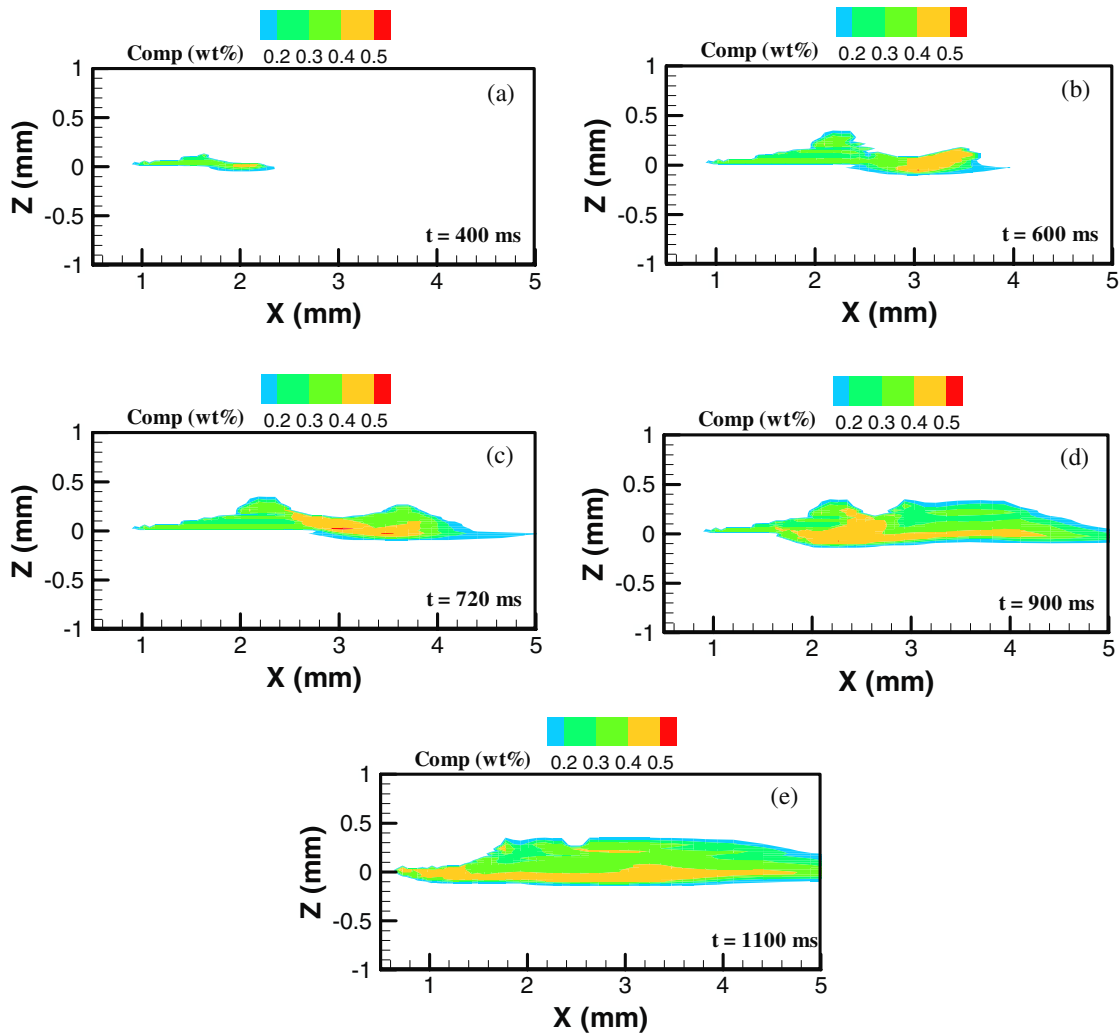 Comp (wt%) 0.2 0.3 0.4 0.5
(a)
1
0.5
0
-0.5
-1
Z (mm)
t = 400 ms
1 2 3 4 5
X (mm)
Comp (wt%) 0.2 0.3 0.4 0.5
(b)
1
0.5
0
-0.5
-1
Z (mm)
t = 600 ms
1 2 3 4 5
X (mm)
Comp (wt%) 0.2 0.3 0.4 0.5
(c)
1
0.5
0
-0.5
-1
Z (mm)
t = 720 ms
1 2 3 4 5
X (mm)
Comp (wt%) 0.2 0.3 0.4 0.5
(d)
1
0.5
0
-0.5
-1
Z (mm)
t = 900 ms
1 2 3 4 5
X (mm)
Comp (wt%) 0.2 0.3 0.4 0.5
(e)
1
0.5
0
-0.5
-1
Z (mm)
t = 1100 ms
1 2 3 4 5
X (mm)